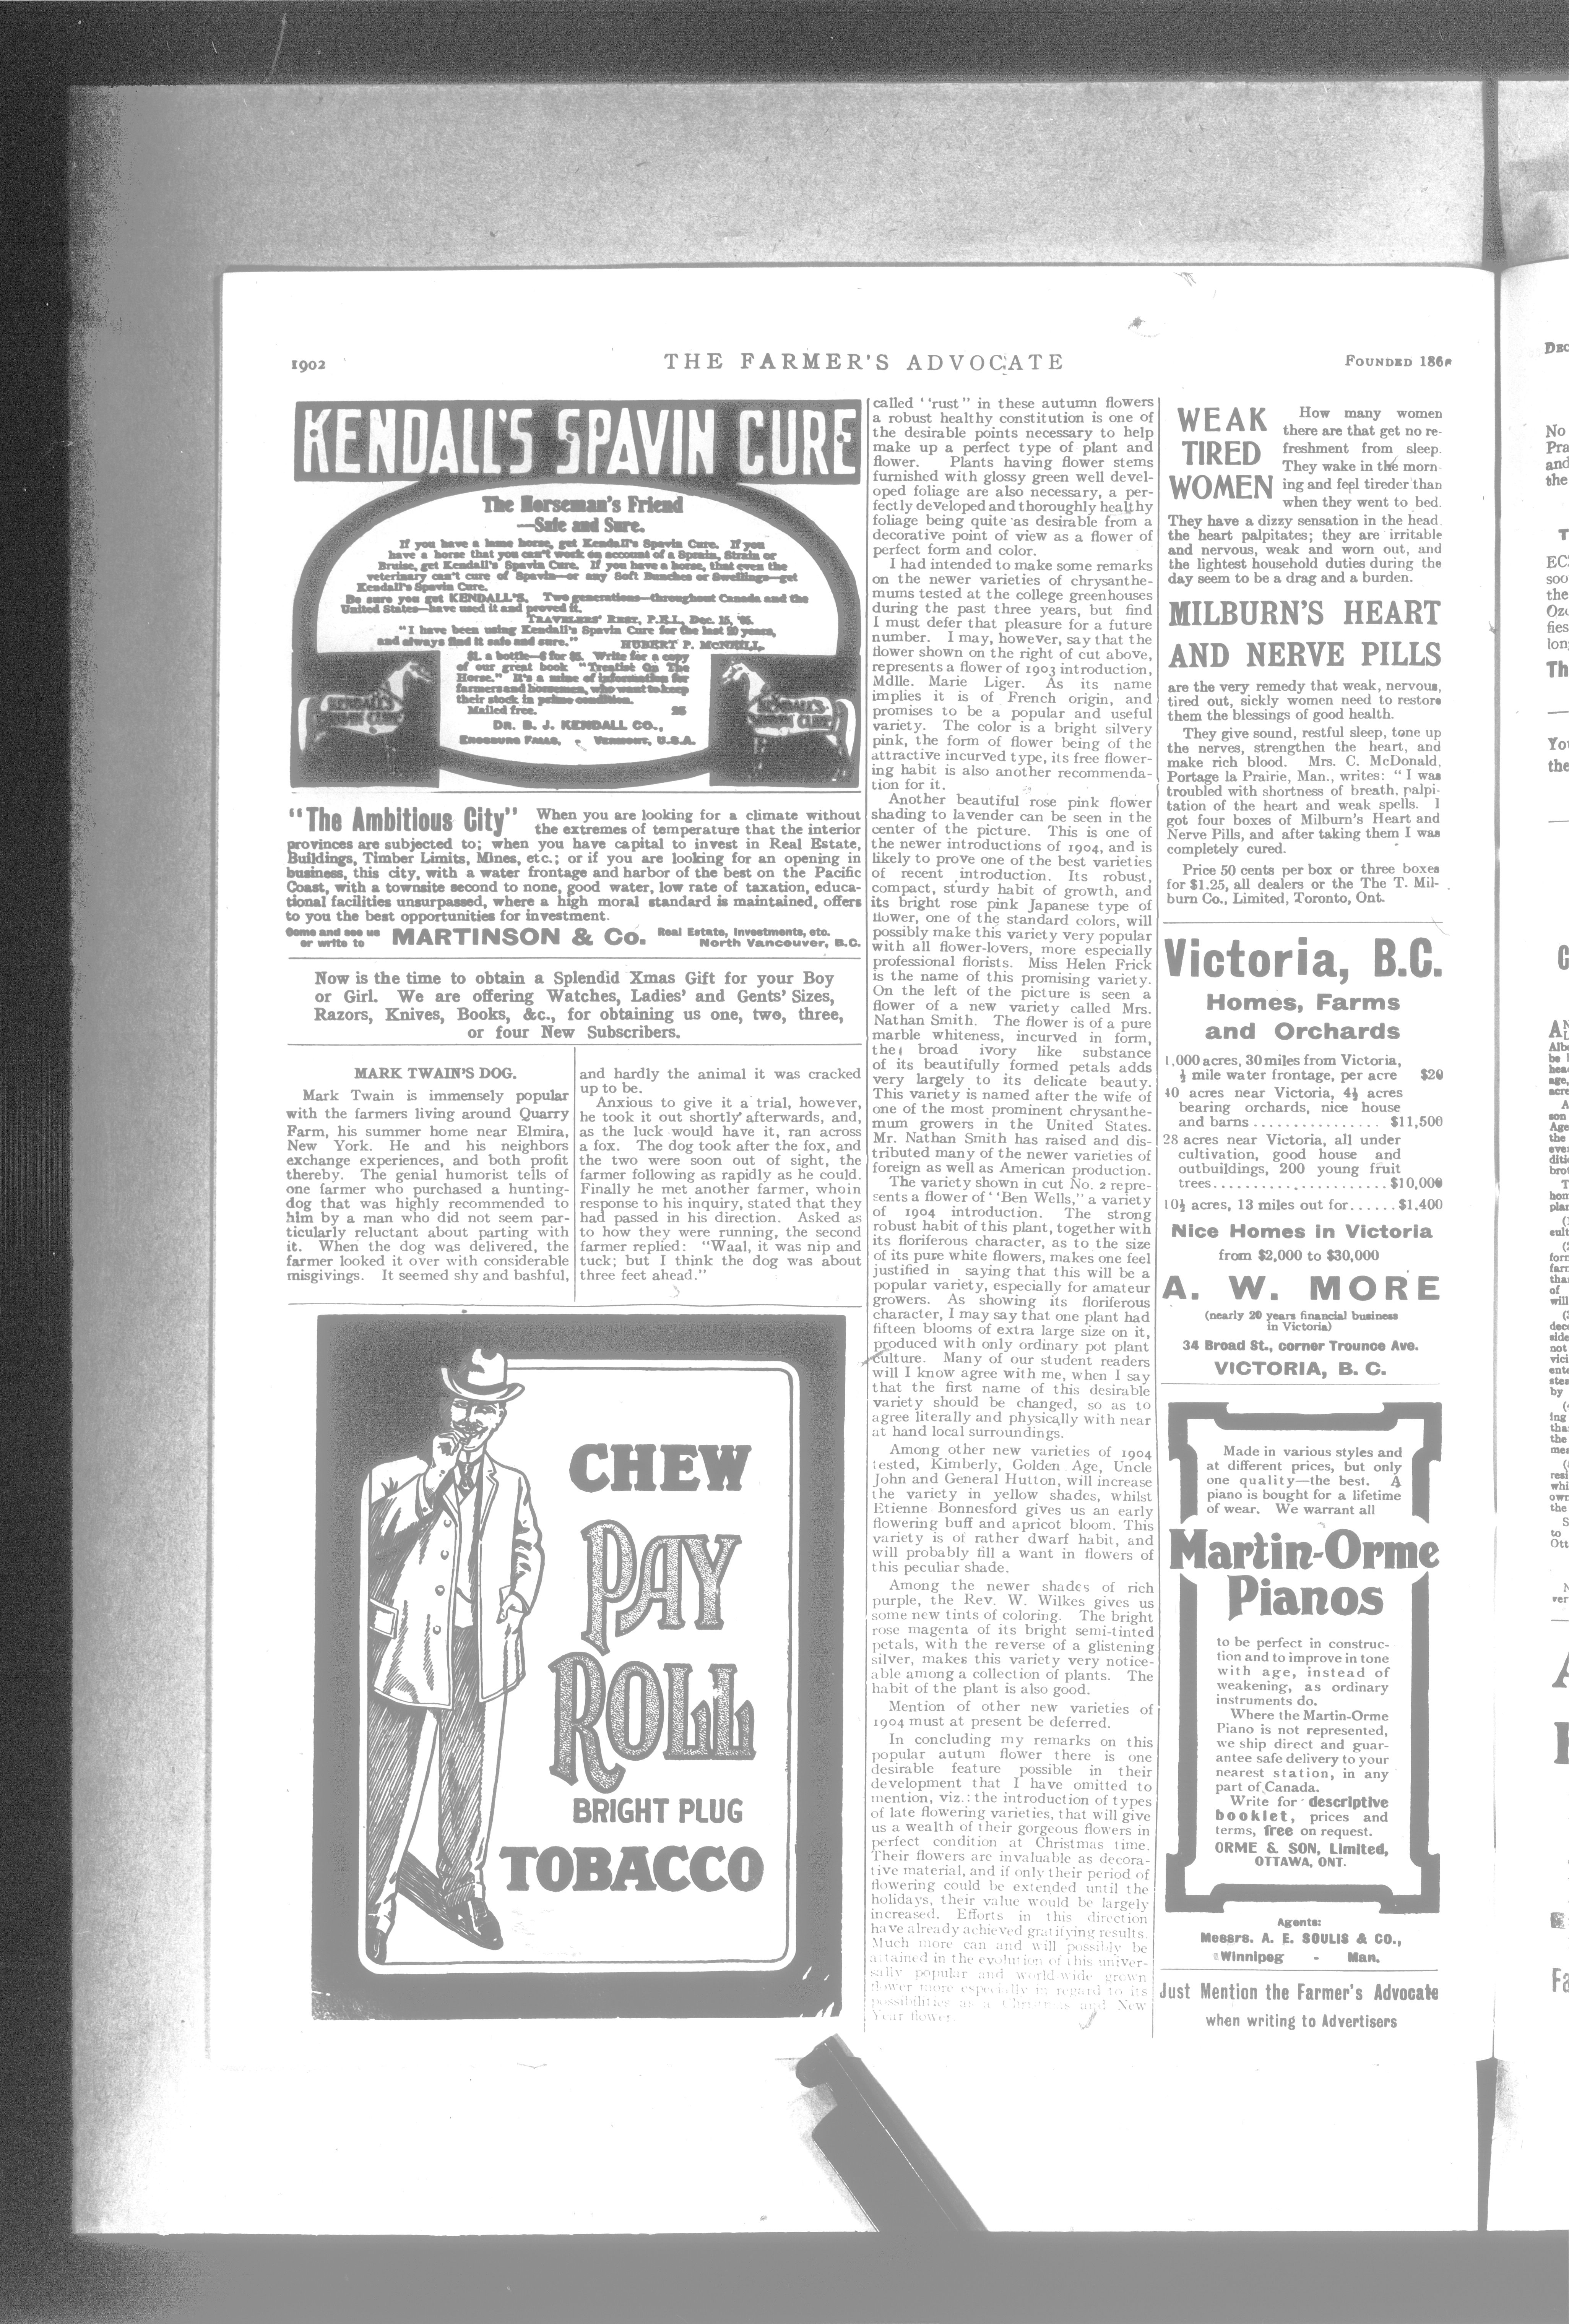 1902
THE FARMER'S ADVOCATE
FOUNDED 186
KENDALL'S SPAVIN CURE
The Horseman's Friend
—Safe and Sure.
If you have a lame horse, get Kendall's Spavin Cure. If you
have a horse that you can't work on account of a Sprain, Strain or
Bruise, get Kendall's Spavin Cure. If you have a horse, that even the
veterinary can't cure of Spavin—or any Soft Bunches or Swellings—get
Kendall's Spavin Cure.
Be sure you get KENDALL'S. Two generations—throughout Canada and the
United States—have used it and proved it.
TRAVELERS' REST, P.E.I., Dec. 15, '05.
"I have been using Kendall's Spavin Cure for the last 20 years,
and always find it safe and sure." HUBERT P. McNEILL.
$1. a bottle—6 for $5. Write for a copy
of our great book "Treatise On The
Horse." It's a mine of information for
farmers and horsemen, who want to keep
their stock in prime condition.
Mailed free. 25
DR. B. J. KENDALL CO.,
ENOSBURG FALLS, - VERMONT, U.S.A.
KENDALL'S
SPAVIN CURE
KENDALL'S
SPAVIN CURE
"The Ambitious City" When you are looking for a climate without
the extremes of temperature that the interior
provinces are subjected to; when you have capital to invest in Real Estate,
Buildings, Timber Limits, Mines, etc.; or if you are looking for an opening in
business, this city, with a water frontage and harbor of the best on the Pacific
Coast, with a townsite second to none, good water, low rate of taxation, educa-
tional facilities unsurpassed, where a high moral standard is maintained, offers
to you the best opportunities for investment.
Come and see us
or write to
MARTINSON & Co.
Real Estate, Investments, etc.
North Vancouver, B.C.
Now is the time to obtain a Splendid Xmas Gift for your Boy
or Girl. We are offering Watches, Ladies' and Gents' Sizes,
Razors, Knives, Books, &c., for obtaining us one, two, three,
or four New Subscribers.
MARK TWAIN'S DOG.
Mark Twain is immensely popular
with the farmers living around Quarry
Farm, his summer home near Elmira,
New York. He and his neighbors
exchange experiences, and both profit
thereby. The genial humorist tells of
one farmer who purchased a hunting-
dog that was highly recommended to
him by a man who did not seem par-
ticularly reluctant about parting with
it. When the dog was delivered, the
farmer looked it over with considerable
misgivings. It seemed shy and bashful,
and hardly the animal it was cracked
up to be.
Anxious to give it a trial, however,
he took it out shortly afterwards, and,
as the luck would have it, ran across
a fox. The dog took after the fox, and
the two were soon out of sight, the
farmer following as rapidly as he could.
Finally he met another farmer, whoin
response to his inquiry, stated that they
had passed in his direction. Asked as
to how they were running, the second
farmer replied: "Waal, it was nip and
tuck; but I think the dog was about
three feet ahead."
CHEW
PAY
ROLL
BRIGHT PLUG
TOBACCO
called "rust" in these autumn flowers
a robust healthy constitution is one of
the desirable points necessary to help
make up a perfect type of plant and
flower. Plants having flower stems
furnished with glossy green well devel-
oped foliage are also necessary, a per-
fectly developed and thoroughly healthy
foliage being quite as desirable from a
decorative point of view as a flower of
perfect form and color.
I had intended to make some remarks
on the newer varieties of chrysanthe-
mums tested at the college greenhouses
during the past three years, but find
I must defer that pleasure for a future
number. I may, however, say that the
flower shown on the right of cut above,
represents a flower of 1903 introduction,
Mdlle. Marie Liger. As its name
implies it is of French origin, and
promises to be a popular and useful
variety. The color is a bright silvery
pink, the form of flower being of the
attractive incurved type, its free flower-
ing habit is also another recommenda-
tion for it.
Another beautiful rose pink flower
shading to lavender can be seen in the
center of the picture. This is one of
the newer introductions of 1904, and is
likely to prove one of the best varieties
of recent introduction. Its robust,
compact, sturdy habit of growth, and
its bright rose pink Japanese type of
flower, one of the standard colors, will
possibly make this variety very popular
with all flower-lovers, more especially
professional florists. Miss Helen Frick
is the name of this promising variety.
On the left of the picture is seen a
flower of a new variety called Mrs.
Nathan Smith. The flower is of a pure
marble whiteness, incurved in form,
the broad ivory like substance
of its beautifully formed petals adds
very largely to its delicate beauty.
This variety is named after the wife of
one of the most prominent chrysanthe-
mum growers in the United States.
Mr. Nathan Smith has raised and dis-
tributed many of the newer varieties of
foreign as well as American production.
The variety shown in cut No. 2 repre-
sents a flower of "Ben Wells," a variety
of 1904 introduction. The strong
robust habit of this plant, together with
its floriferous character, as to the size
of its pure white flowers, makes one feel
justified in saying that this will be a
popular variety, especially for amateur
growers. As showing its floriferous
character, I may say that one plant had
fifteen blooms of extra large size on it,
produced with only ordinary pot plant
culture. Many of our student readers
will I know agree with me, when I say
that the first name of this desirable
variety should be changed, so as to
agree literally and physically with near
at hand local surroundings.
Among other new varieties of 1904
tested, Kimberly, Golden Age, Uncle
John and General Hutton, will increase
the variety in yellow shades, whilst
Etienne Bonnesford gives us an early
flowering buff and apricot bloom. This
variety is of rather dwarf habit, and
will probably fill a want in flowers of
this peculiar shade.
Among the newer shades of rich
purple, the Rev. W. Wilkes gives us
some new tints of coloring. The bright
rose magenta of its bright semi-tinted
petals, with the reverse of a glistening
silver, makes this variety very notice-
able among a collection of plants. The
habit of the plant is also good.
Mention of other new varieties of
1904 must at present be deferred.
In concluding my remarks on this
popular autum flower there is one
desirable feature possible in their
development that I have omitted to
mention, viz.: the introduction of types
of late flowering varieties, that will give
us a wealth of their gorgeous flowers in
perfect condition at Christmas time.
Their flowers are invaluable as decora-
tive material, and if only their period of
flowering could be extended until the
holidays, their value would be largely
increased. Efforts in this direction
have already achieved gratifying results.
Much more can and will possibly be
attained in the evolution of this univer-
sally popular and world-wide grown
flower more especially in regard to its
possibilities as a Christmas and New
Year flower.
WEAK
TIRED
WOMEN
How many women
there are that get no re-
freshment from sleep.
They wake in the morn-
ing and feel tireder than
when they went to bed.
They have a dizzy sensation in the head,
the heart palpitates; they are irritable
and nervous, weak and worn out, and
the lightest household duties during the
day seem to be a drag and a burden.
MILBURN'S HEART
AND NERVE PILLS
are the very remedy that weak, nervous,
tired out, sickly women need to restore
them the blessings of good health.
They give sound, restful sleep, tone up
the nerves, strengthen the heart, and
make rich blood. Mrs. C. McDonald,
Portage la Prairie, Man., writes: "I was
troubled with shortness of breath, palpi-
tation of the heart and weak spells. I
got four boxes of Milburn's Heart and
Nerve Pills, and after taking them I was
completely cured.
Price 50 cents per box or three boxes
for $1.25, all dealers or the The T. Mil-
burn Co., Limited, Toronto, Ont.
Victoria, B.C.
Homes, Farms
and Orchards
1,000 acres, 30 miles from Victoria,
½ mile water frontage, per acre $20
40 acres near Victoria, 4½ acres
bearing orchards, nice house
and barns ................ $11,500
28 acres near Victoria, all under
cultivation, good house and
outbuildings, 200 young fruit
trees......................$10,000
10½ acres, 13 miles out for......$1,400
Nice Homes in Victoria
from $2,000 to $30,000
A. W. MORE
(nearly 20 years financial business
in Victoria)
34 Broad St., corner Trounce Ave.
VICTORIA, B. C.
Made in various styles and
at different prices, but only
one quality—the best. A
piano is bought for a lifetime
of wear. We warrant all
Martin-Orme
Pianos
to be perfect in construc-
tion and to improve in tone
with age, instead of
weakening, as ordinary
instruments do.
Where the Martin-Orme
Piano is not represented,
we ship direct and guar-
antee safe delivery to your
nearest station, in any
part of Canada.
Write for descriptive
booklet, prices and
terms, free on request.
ORME & SON, Limited,
OTTAWA, ONT.
Agents:
Messrs. A. E. SOULIS & CO.,
Winnipeg - Man.
Just Mention the Farmer's Advocate
when writing to Advertisers